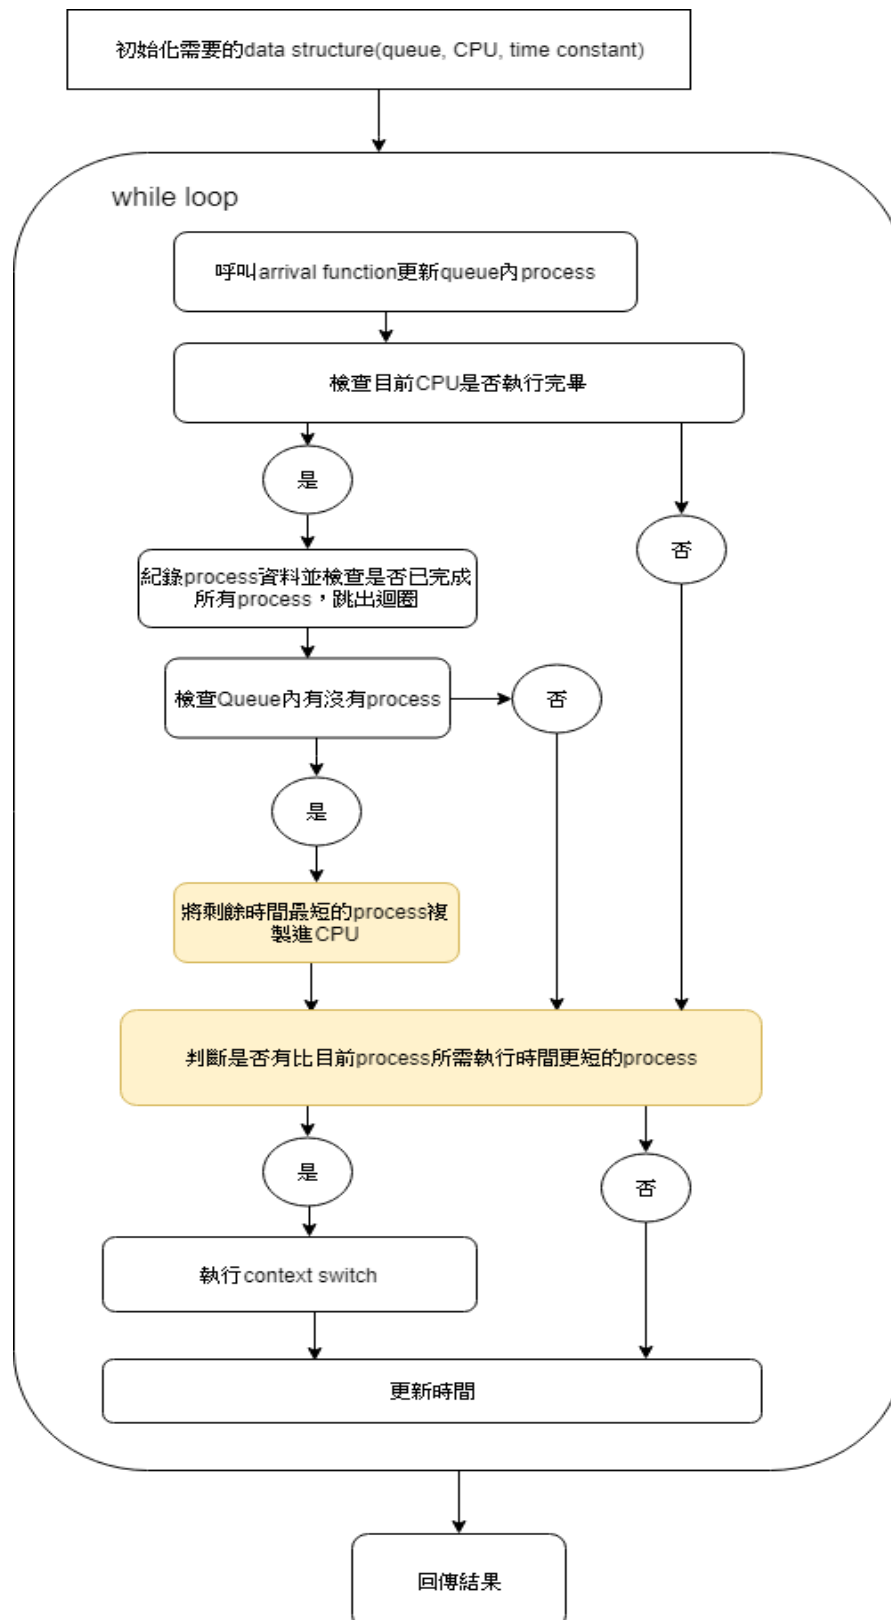 初始化需要的data structure(queue, CPU, time constant)
while loop
呼叫arrival function更新queue內process
檢查目前CPU是否執行完畢
是
否
紀錄process資料並檢查是否已完成
所有process，跳出迴圈
檢查Queue內有沒有process
否
是
將剩餘時間最短的process複
製進CPU
判斷是否有比目前process所需執行時間更短的process
是
否
執行context switch
更新時間
回傳結果